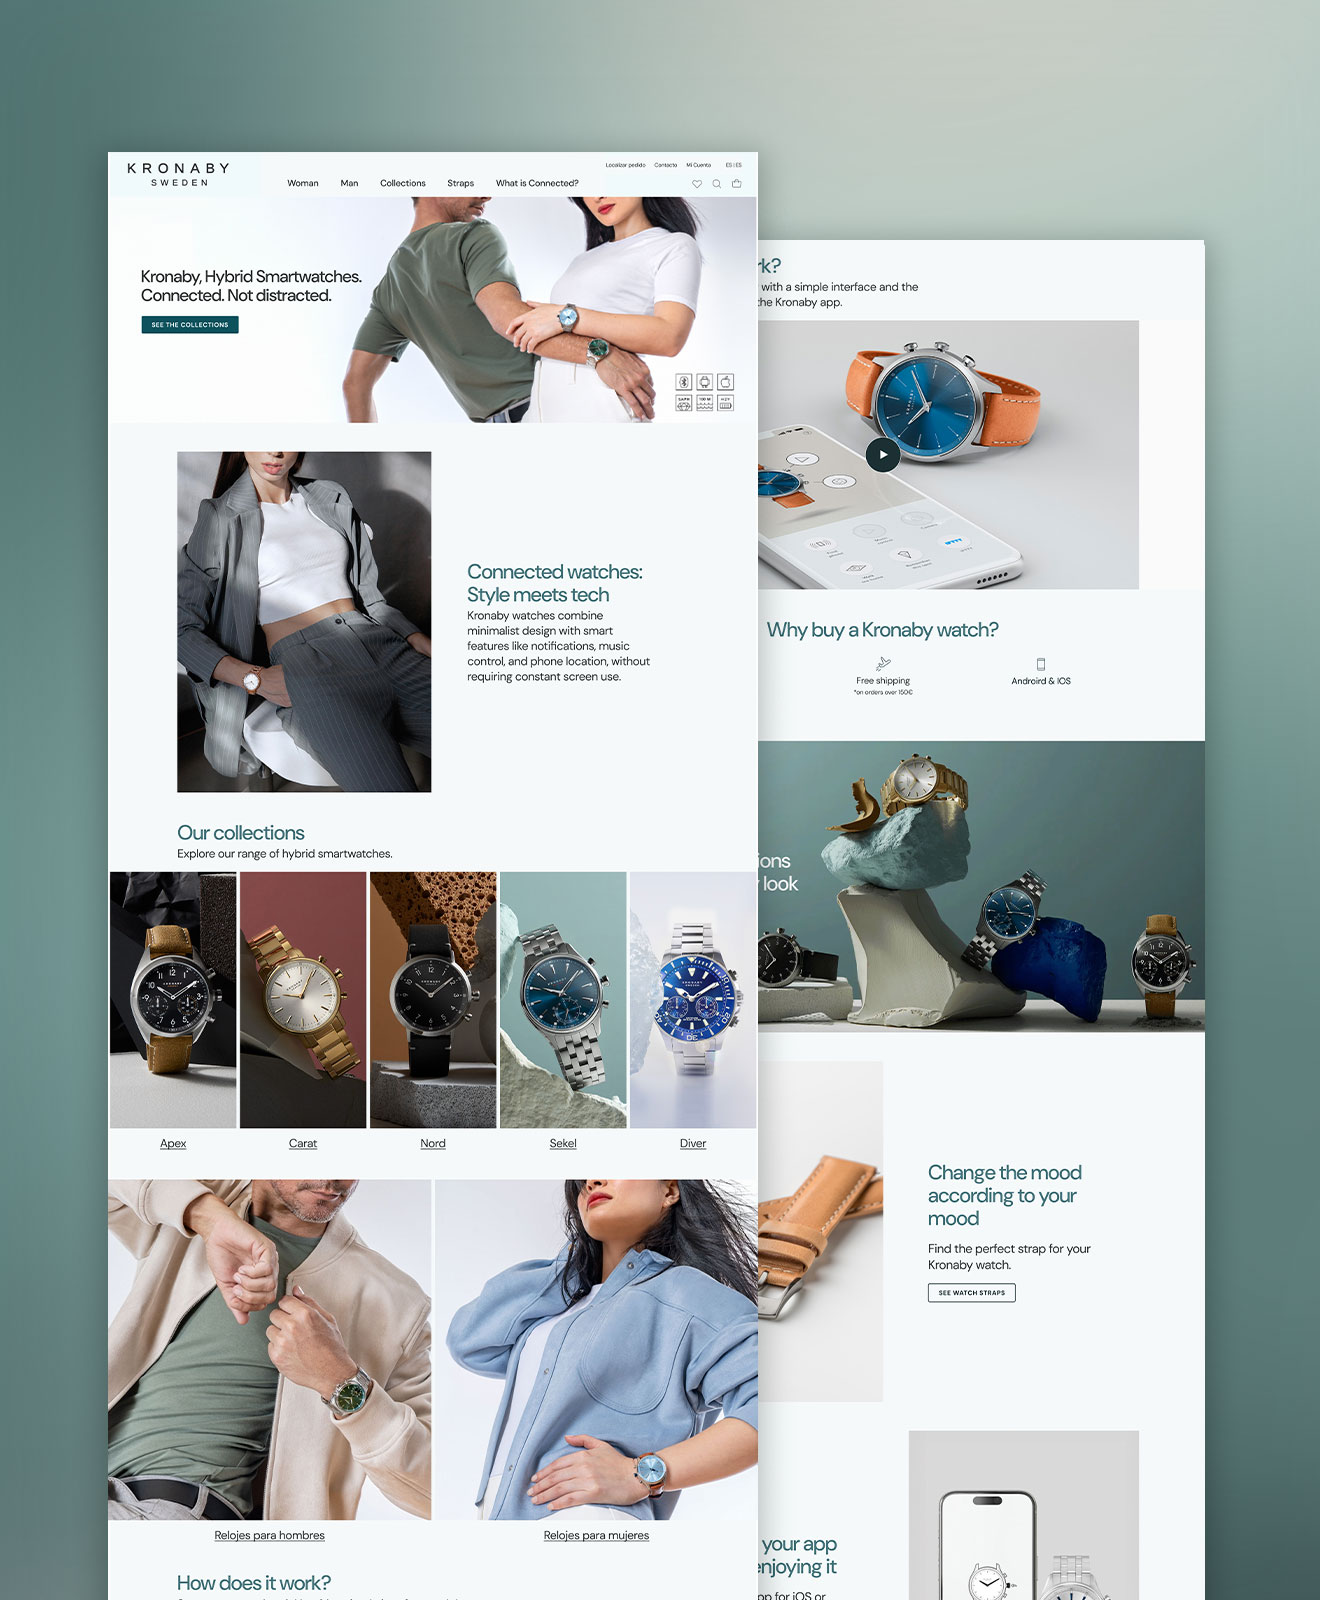 KRONABY
SWEDEN
Localizar pedido Contacto Mi Cuenta ES | ES
Woman Man Collections Straps What is Connected?
Kronaby, Hybrid Smartwatches.
Connected. Not distracted.
SEE THE COLLECTIONS
SAPH
100 M
Connected watches:
Style meets tech
Kronaby watches combine
minimalist design with smart
features like notifications, music
control, and phone location, without
requiring constant screen use.
Our collections
Explore our range of hybrid smartwatches.
Apex
Carat
Nord
Sekel
Diver
Relojes para hombres
Relojes para mujeres
How does it work?
rk?
with a simple interface and the
the Kronaby app.
KRONABY
Why buy a Kronaby watch?
Free shipping
*on orders over 150€
Androird & IOS
ions
look
Change the mood
according to your
mood
Find the perfect strap for your
Kronaby watch.
SEE WATCH STRAPS
your app
enjoying it
pp for iOS or